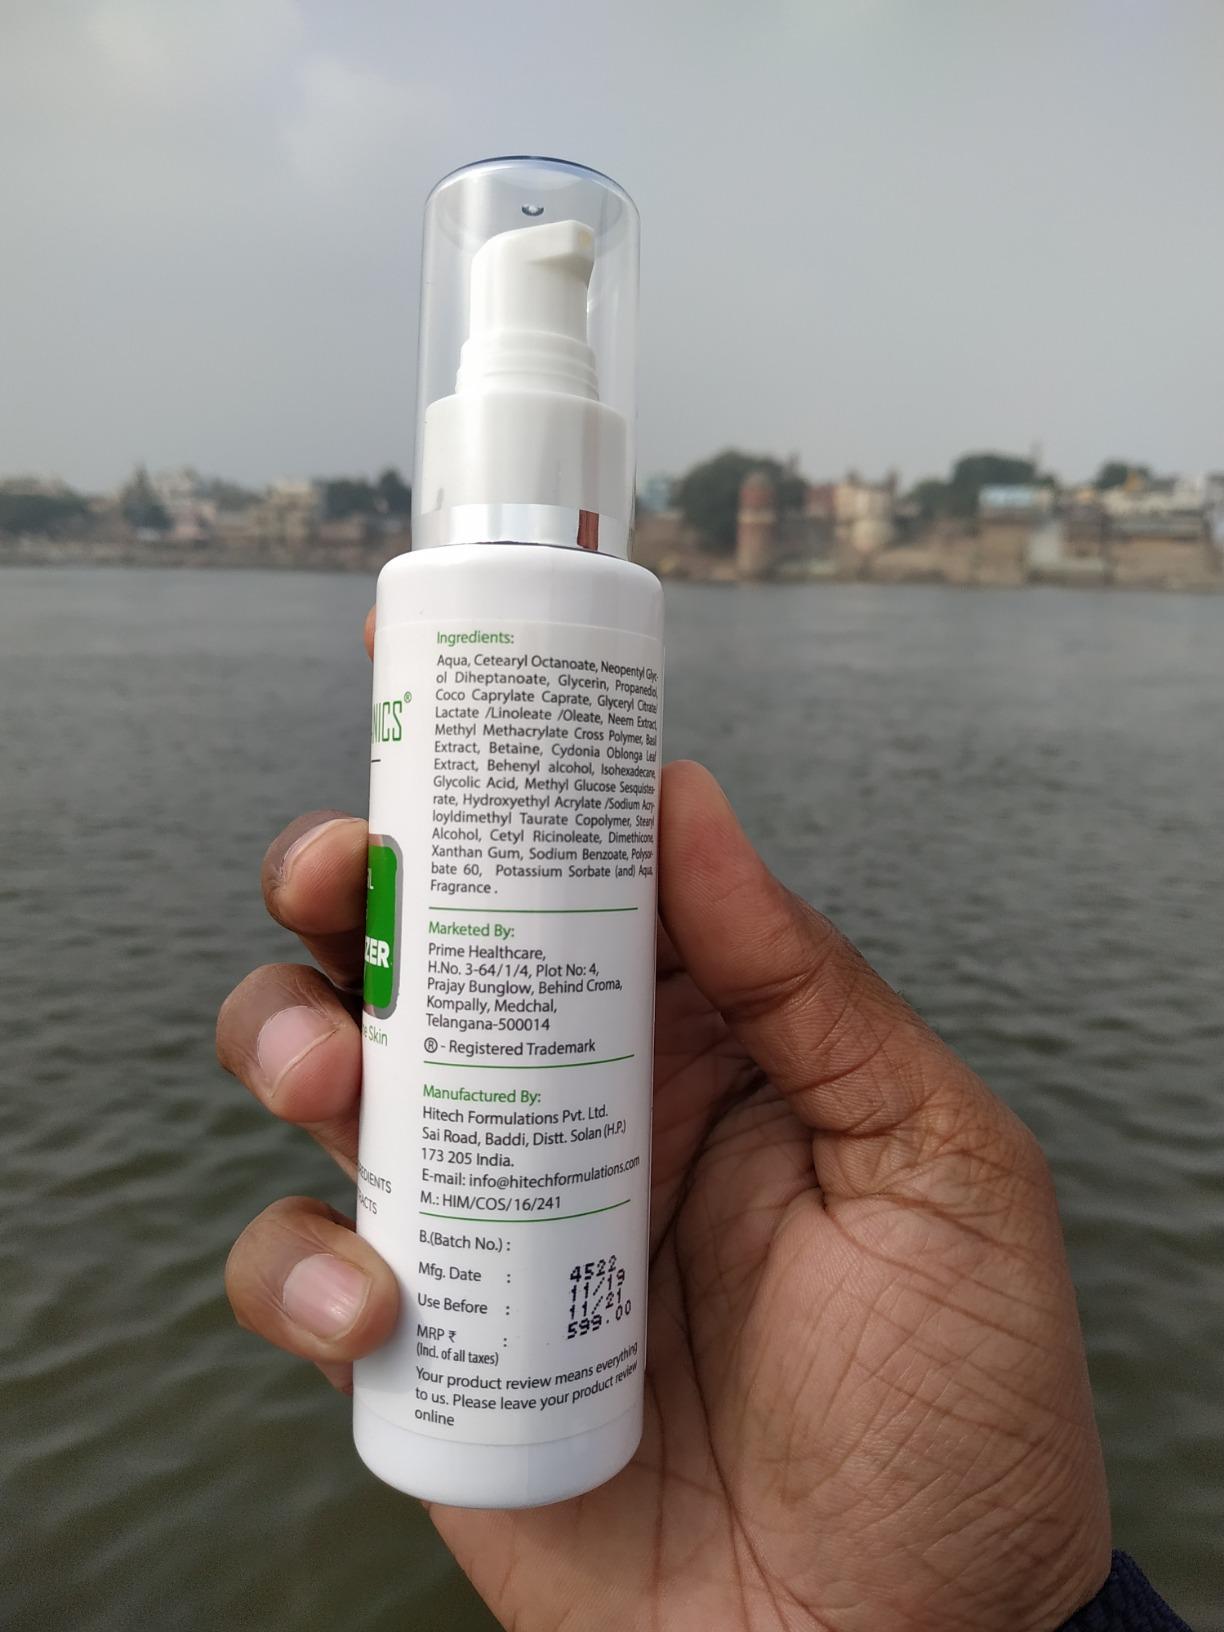 Ingredients:
Aqua, Cetearyl Octanoate, Neopentyl Glyc-
ol Diheptanoate, Glycerin, Propanediol,
Coco Caprylate Caprate, Glyceryl Citrate/
Lactate /Linoleate /Oleate, Neem Extract,
Methyl Methacrylate Cross Polymer, Basil
Extract, Betaine, Cydonia Oblonga Leaf
Extract, Behenyl alcohol, Isohexadecane,
Glycolic Acid, Methyl Glucose Sesquistea-
rate, Hydroxyethyl Acrylate /Sodium Acry-
loyldimethyl Taurate Copolymer, Stearyl
Alcohol, Cetyl Ricinoleate, Dimethicone,
Xanthan Gum, Sodium Benzoate, Polysor-
bate 60, Potassium Sorbate (and) Aqua,
Fragrance .
Marketed By:
Prime Healthcare,
H.No. 3-64/1/4, Plot No: 4,
Prajay Bunglow, Behind Croma,
Kompally, Medchal,
Telangana-500014
® - Registered Trademark
Manufactured By:
Hitech Formulations Pvt. Ltd.
Sai Road, Baddi, Distt. Solan (H.P.)
173 205 India.
E-mail: info@hitechformulations.com
M.: HIM/COS/16/241
B.(Batch No.) : 4522
Mfg. Date : 11/19
Use Before : 11/21
MRP ₹ : 599.00
(Incl. of all taxes)
Your product review means everything
to us. Please leave your product review
online
NICS®
ZER
e Skin
EDIENTS
ACTS